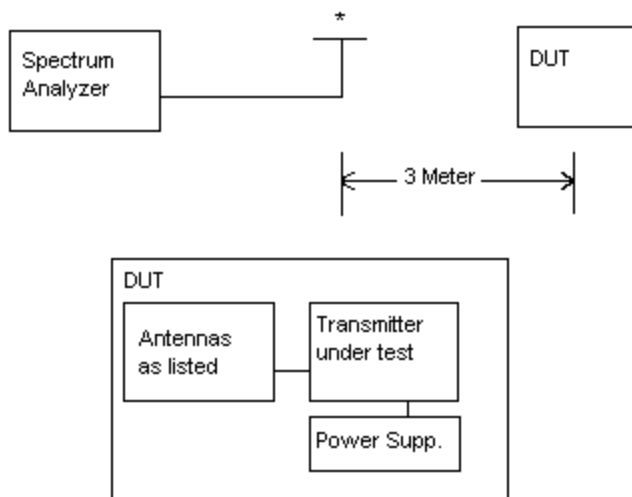 *
Spectrum
Analyzer
DUT
3 Meter
DUT
Antennas
as listed
Transmitter
under test
Power Supp.